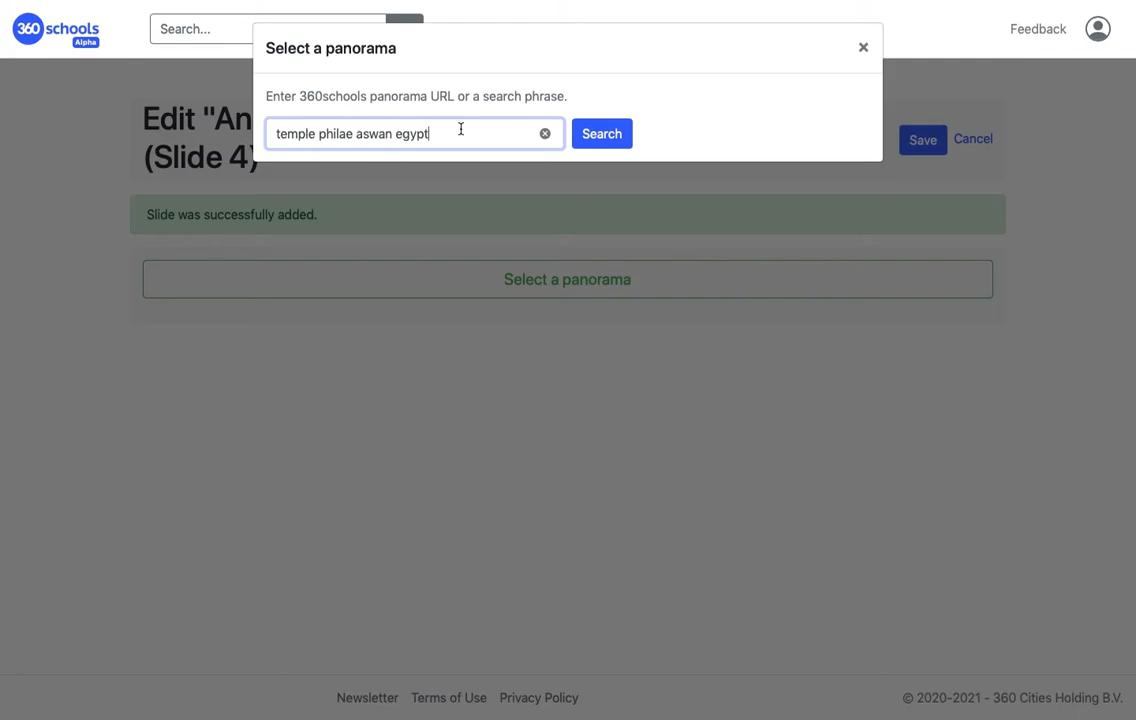 360 schools
Alpha
Search...
Feedback
Select a panorama
Enter 360schools panorama URL or a search phrase.
temple philae aswan egypt
Search
Edit "An
(Slide 4)
Save
Cancel
Slide was successfully added.
Select a panorama
Newsletter Terms of Use Privacy Policy
© 2020-2021 - 360 Cities Holding B.V.